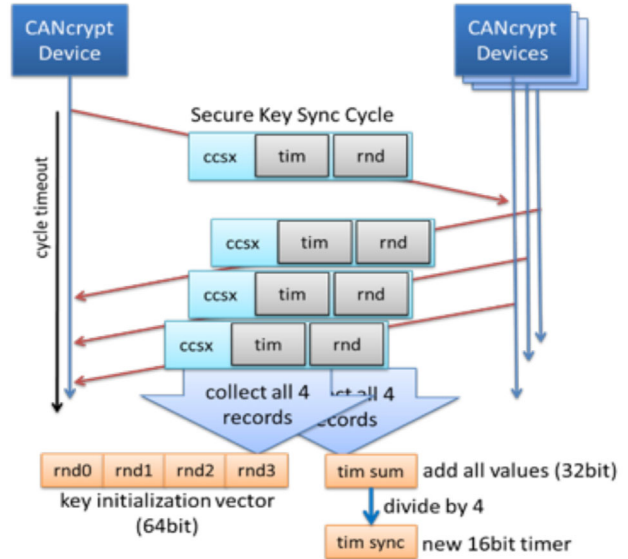 CANcrypt
Device
CANcrypt
Devices
Secure Key Sync Cycle
cycle timeout
ccsx tim rnd
ccsx tim rnd
ccsx tim rnd
ccsx tim rnd
collect all 4
records
all 4
records
rnd0 rnd1 rnd2 rnd3
key initialization vector
(64bit)
tim sum add all values (32bit)
divide by 4
tim sync new 16bit timer